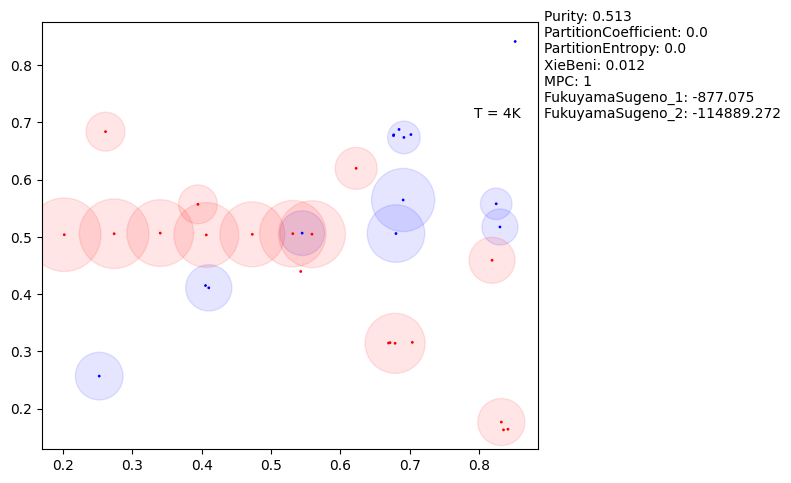 Purity: 0.513
PartitionCoefficient: 0.0
PartitionEntropy: 0.0
XieBeni: 0.012
MPC: 1
FukuyamaSugeno_1: -877.075
FukuyamaSugeno_2: -114889.272
T = 4K
0.8
0.7
0.6
0.5
0.4
0.3
0.2
0.2 0.3 0.4 0.5 0.6 0.7 0.8